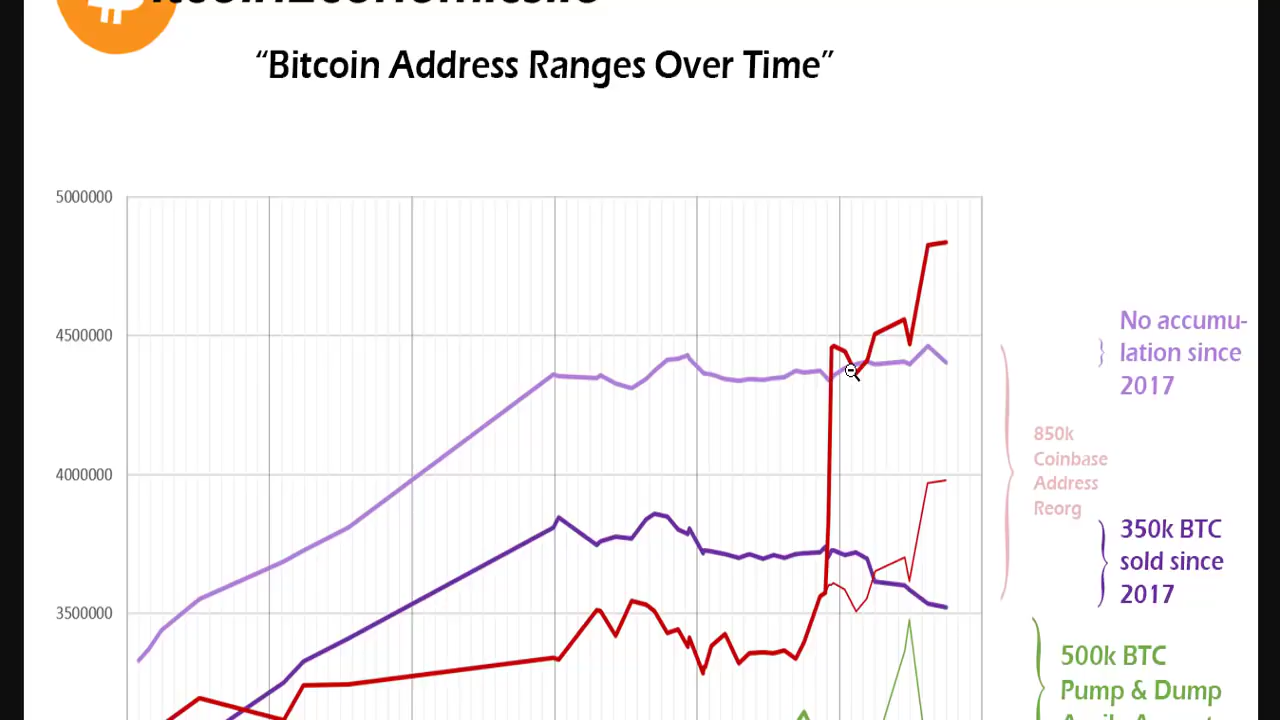 “Bitcoin Address Ranges Over Time”
5000000
4500000
4000000
3500000
No accumu-
lation since
2017
850k
Coinbase
Address
Reorg
350k BTC
sold since
2017
500k BTC
Pump & Dump